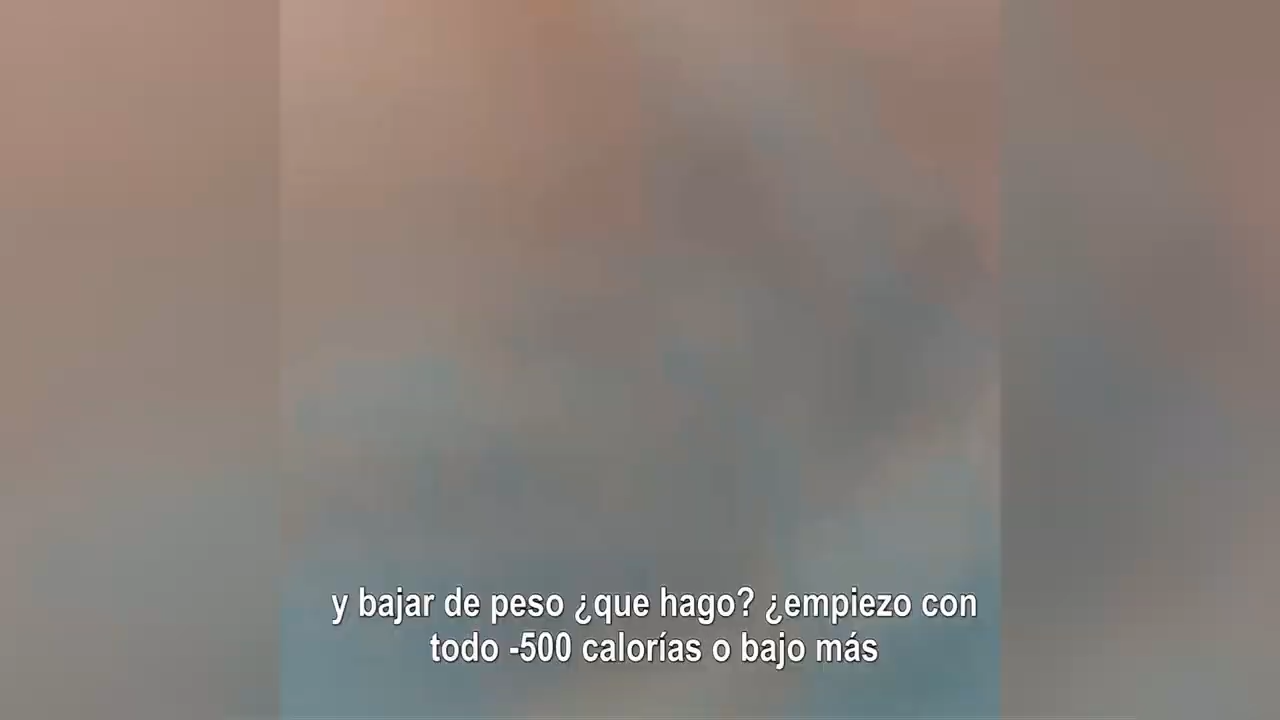 y bajar de peso ¿que hago? ¿empiezo con
todo -500 calorías o bajo más